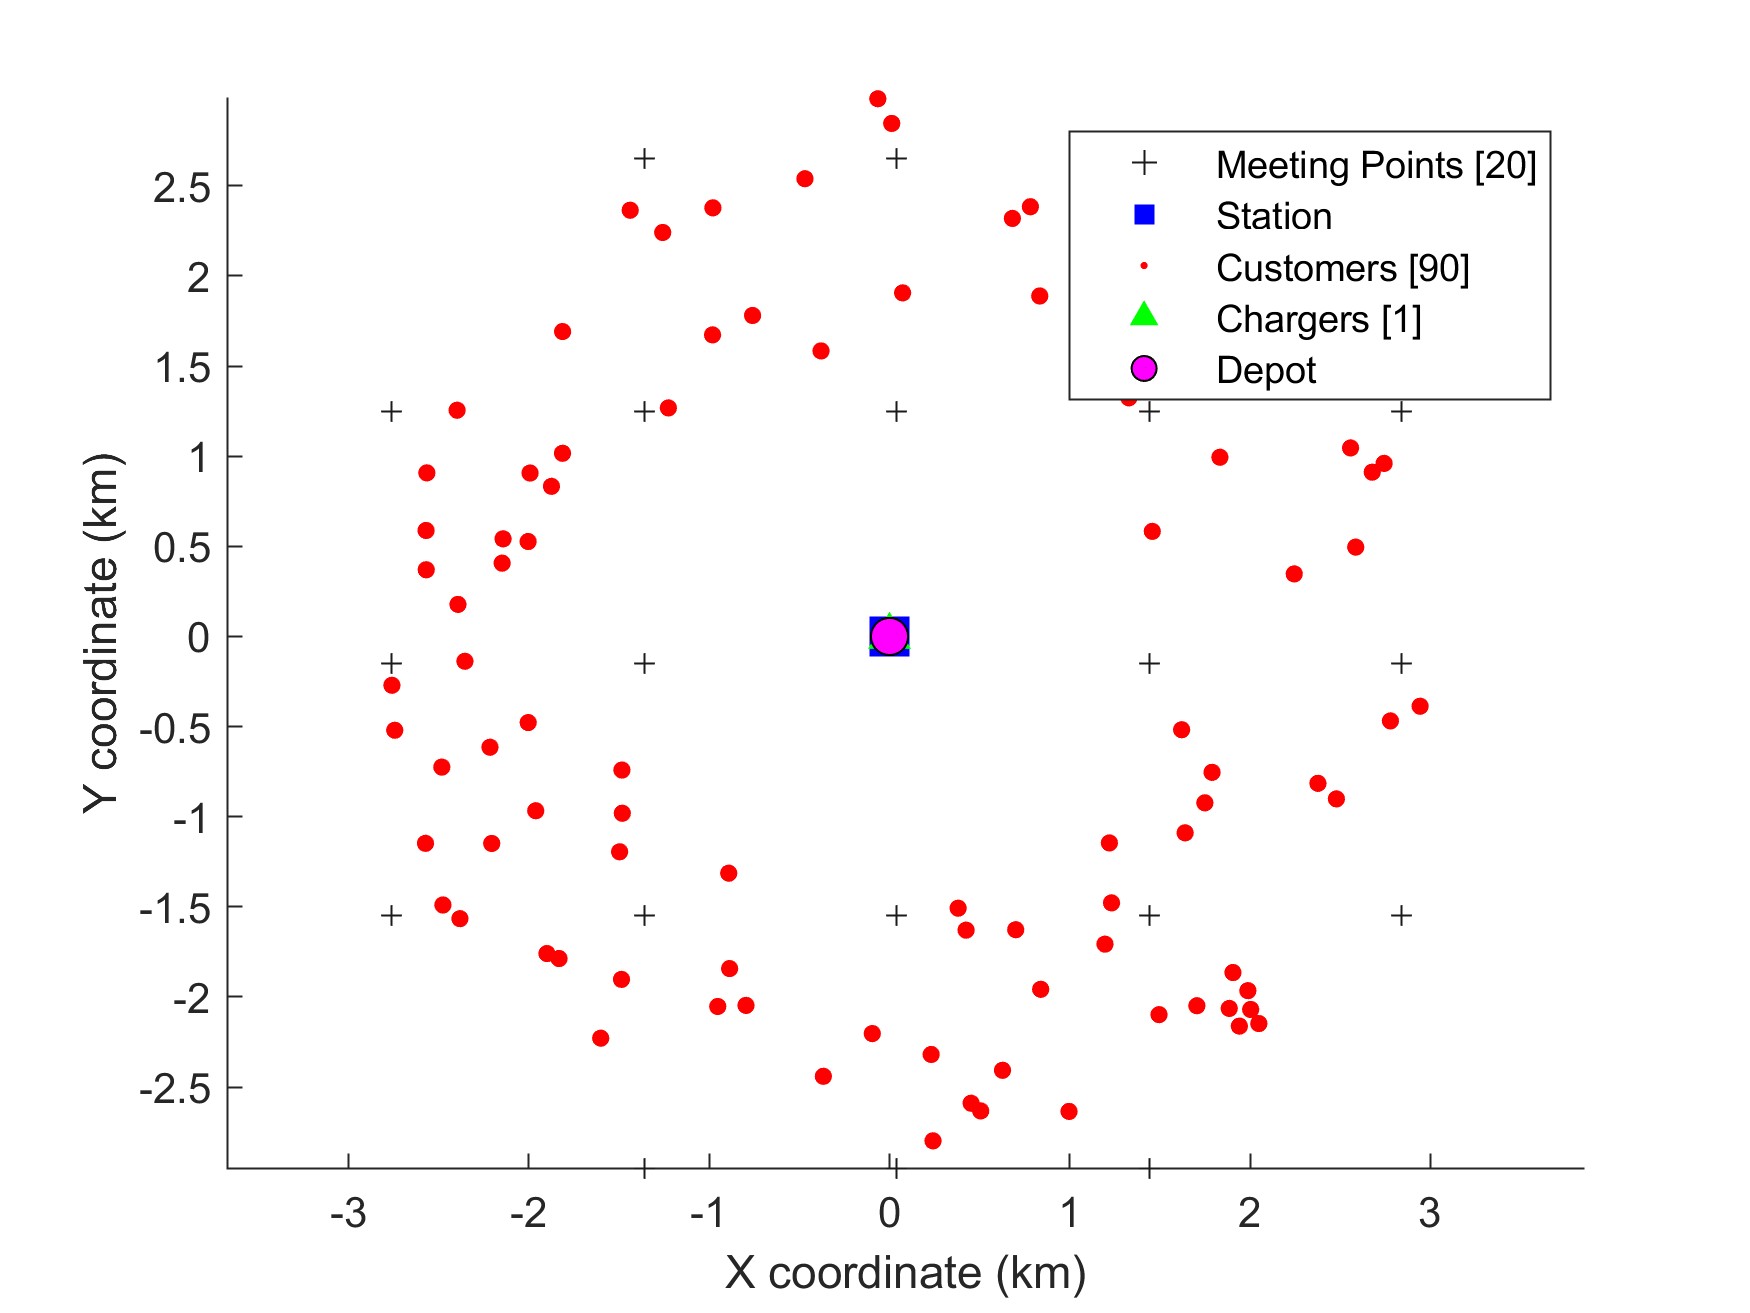 2.5
2
1.5
1
0.5
0
-0.5
-1
-1.5
-2
-2.5
Y coordinate (km)
Meeting Points [20]
Station
Customers [90]
Chargers [1]
Depot
-3 -2 -1 0 1 2 3
X coordinate (km)